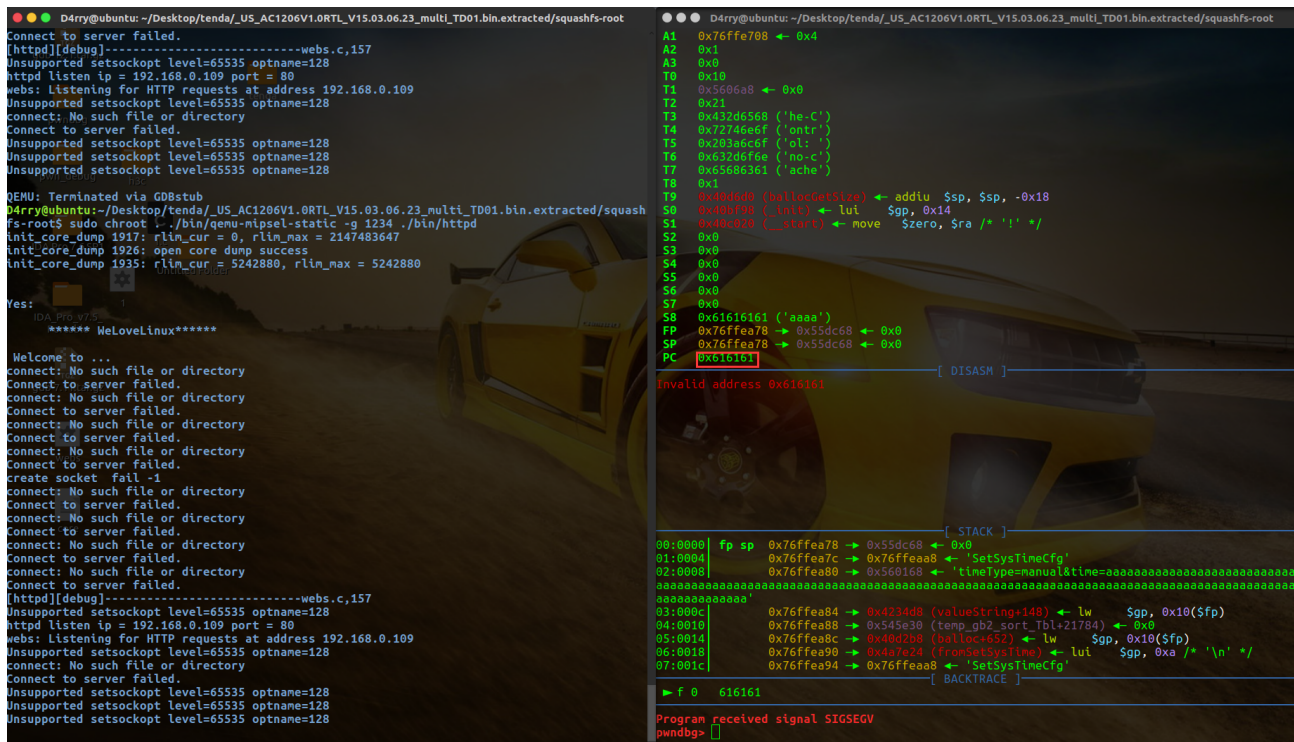 D4rry@ubuntu: ~/Desktop/tenda/_US_AC1206V1.0RTL_V15.03.06.23_multi_TD01.bin.extracted/squashfs-root
Connect to server failed.
[httpd][debug]----------------------------webs.c,157
Unsupported setsockopt level=65535 optname=128
httpd listen ip = 192.168.0.109 port = 80
webs: Listening for HTTP requests at address 192.168.0.109
Unsupported setsockopt level=65535 optname=128
connect: No such file or directory
Connect to server failed.
Unsupported setsockopt level=65535 optname=128
Unsupported setsockopt level=65535 optname=128
Unsupported setsockopt level=65535 optname=128
QEMU: Terminated via GDBstub
D4rry@ubuntu:~/Desktop/tenda/_US_AC1206V1.0RTL_V15.03.06.23_multi_TD01.bin.extracted/squash
fs-root$ sudo chroot . ./bin/qemu-mipsel-static -g 1234 ./bin/httpd
init_core_dump 1917: rlim_cur = 0, rlim_max = 2147483647
init_core_dump 1926: open core dump success
init_core_dump 1935: rlim_cur = 5242880, rlim_max = 5242880
Yes:
IDA_Pro_v7.5
1
****** WeLoveLinux******
Welcome to ...
connect: No such file or directory
Connect to server failed.
connect: No such file or directory
Connect to server failed.
connect: No such file or directory
Connect to server failed.
connect: No such file or directory
Connect to server failed.
create socket  fail -1
connect: No such file or directory
Connect to server failed.
connect: No such file or directory
Connect to server failed.
connect: No such file or directory
Connect to server failed.
connect: No such file or directory
Connect to server failed.
[httpd][debug]----------------------------webs.c,157
Unsupported setsockopt level=65535 optname=128
httpd listen ip = 192.168.0.109 port = 80
webs: Listening for HTTP requests at address 192.168.0.109
Unsupported setsockopt level=65535 optname=128
connect: No such file or directory
Connect to server failed.
Unsupported setsockopt level=65535 optname=128
Unsupported setsockopt level=65535 optname=128
Unsupported setsockopt level=65535 optname=128
D4rry@ubuntu: ~/Desktop/tenda/_US_AC1206V1.0RTL_V15.03.06.23_multi_TD01.bin.extracted/squashfs-root
A1 0x76ffe708 ← 0x4
A2 0x1
A3 0x0
T0 0x10
T1 0x5606a8 ← 0x0
T2 0x21
T3 0x432d6568 ('he-C')
T4 0x72746e6f ('ontr')
T5 0x203a6c6f ('ol: ')
T6 0x632d6f6e ('no-c')
T7 0x65686361 ('ache')
T8 0x1
T9 0x40d6d0 (ballocGetSize) ← addiu $sp, $sp, -0x18
S0 0x40bf98 (_init) ← lui $gp, 0x14
S1 0x40c020 (__start) ← move $zero, $ra /* '!' */
S2 0x0
S3 0x0
S4 0x0
S5 0x0
S6 0x0
S7 0x0
S8 0x61616161 ('aaaa')
FP 0x76ffea78 → 0x55dc68 ← 0x0
SP 0x76ffea78 → 0x55dc68 ← 0x0
PC 0x616161
[ DISASM ]
Invalid address 0x616161
[ STACK ]
00:0000│ fp sp 0x76ffea78 → 0x55dc68 ← 0x0
01:0004│ 0x76ffea7c → 0x76ffeaa8 ← 'SetSysTimeCfg'
02:0008│ 0x76ffea80 → 0x560168 ← 'timeType=manual&time=aaaaaaaaaaaaaaaaaaaaaaaaaaa
aaaaaaaaaaaaaaaaaaaaaaaaaaaaaaaaaaaaaaaaaaaaaaaaaaaaaaaaaaaaaaaaaaaaaaaaaaaaaaaaaaaaaaaaaaa
aaaaaaaaaaaaa'
03:000c│ 0x76ffea84 → 0x4234d8 (valueString+148) ← lw $gp, 0x10($fp)
04:0010│ 0x76ffea88 → 0x545e30 (temp_gb2_sort_Tbl+21784) ← 0x0
05:0014│ 0x76ffea8c → 0x40d2b8 (balloc+652) ← lw $gp, 0x10($fp)
06:0018│ 0x76ffea90 → 0x4a7e24 (fromSetSysTime) ← lui $gp, 0xa /* '\n' */
07:001c│ 0x76ffea94 → 0x76ffeaa8 ← 'SetSysTimeCfg'
[ BACKTRACE ]
► f 0 616161
Program received signal SIGSEGV
pwndbg>